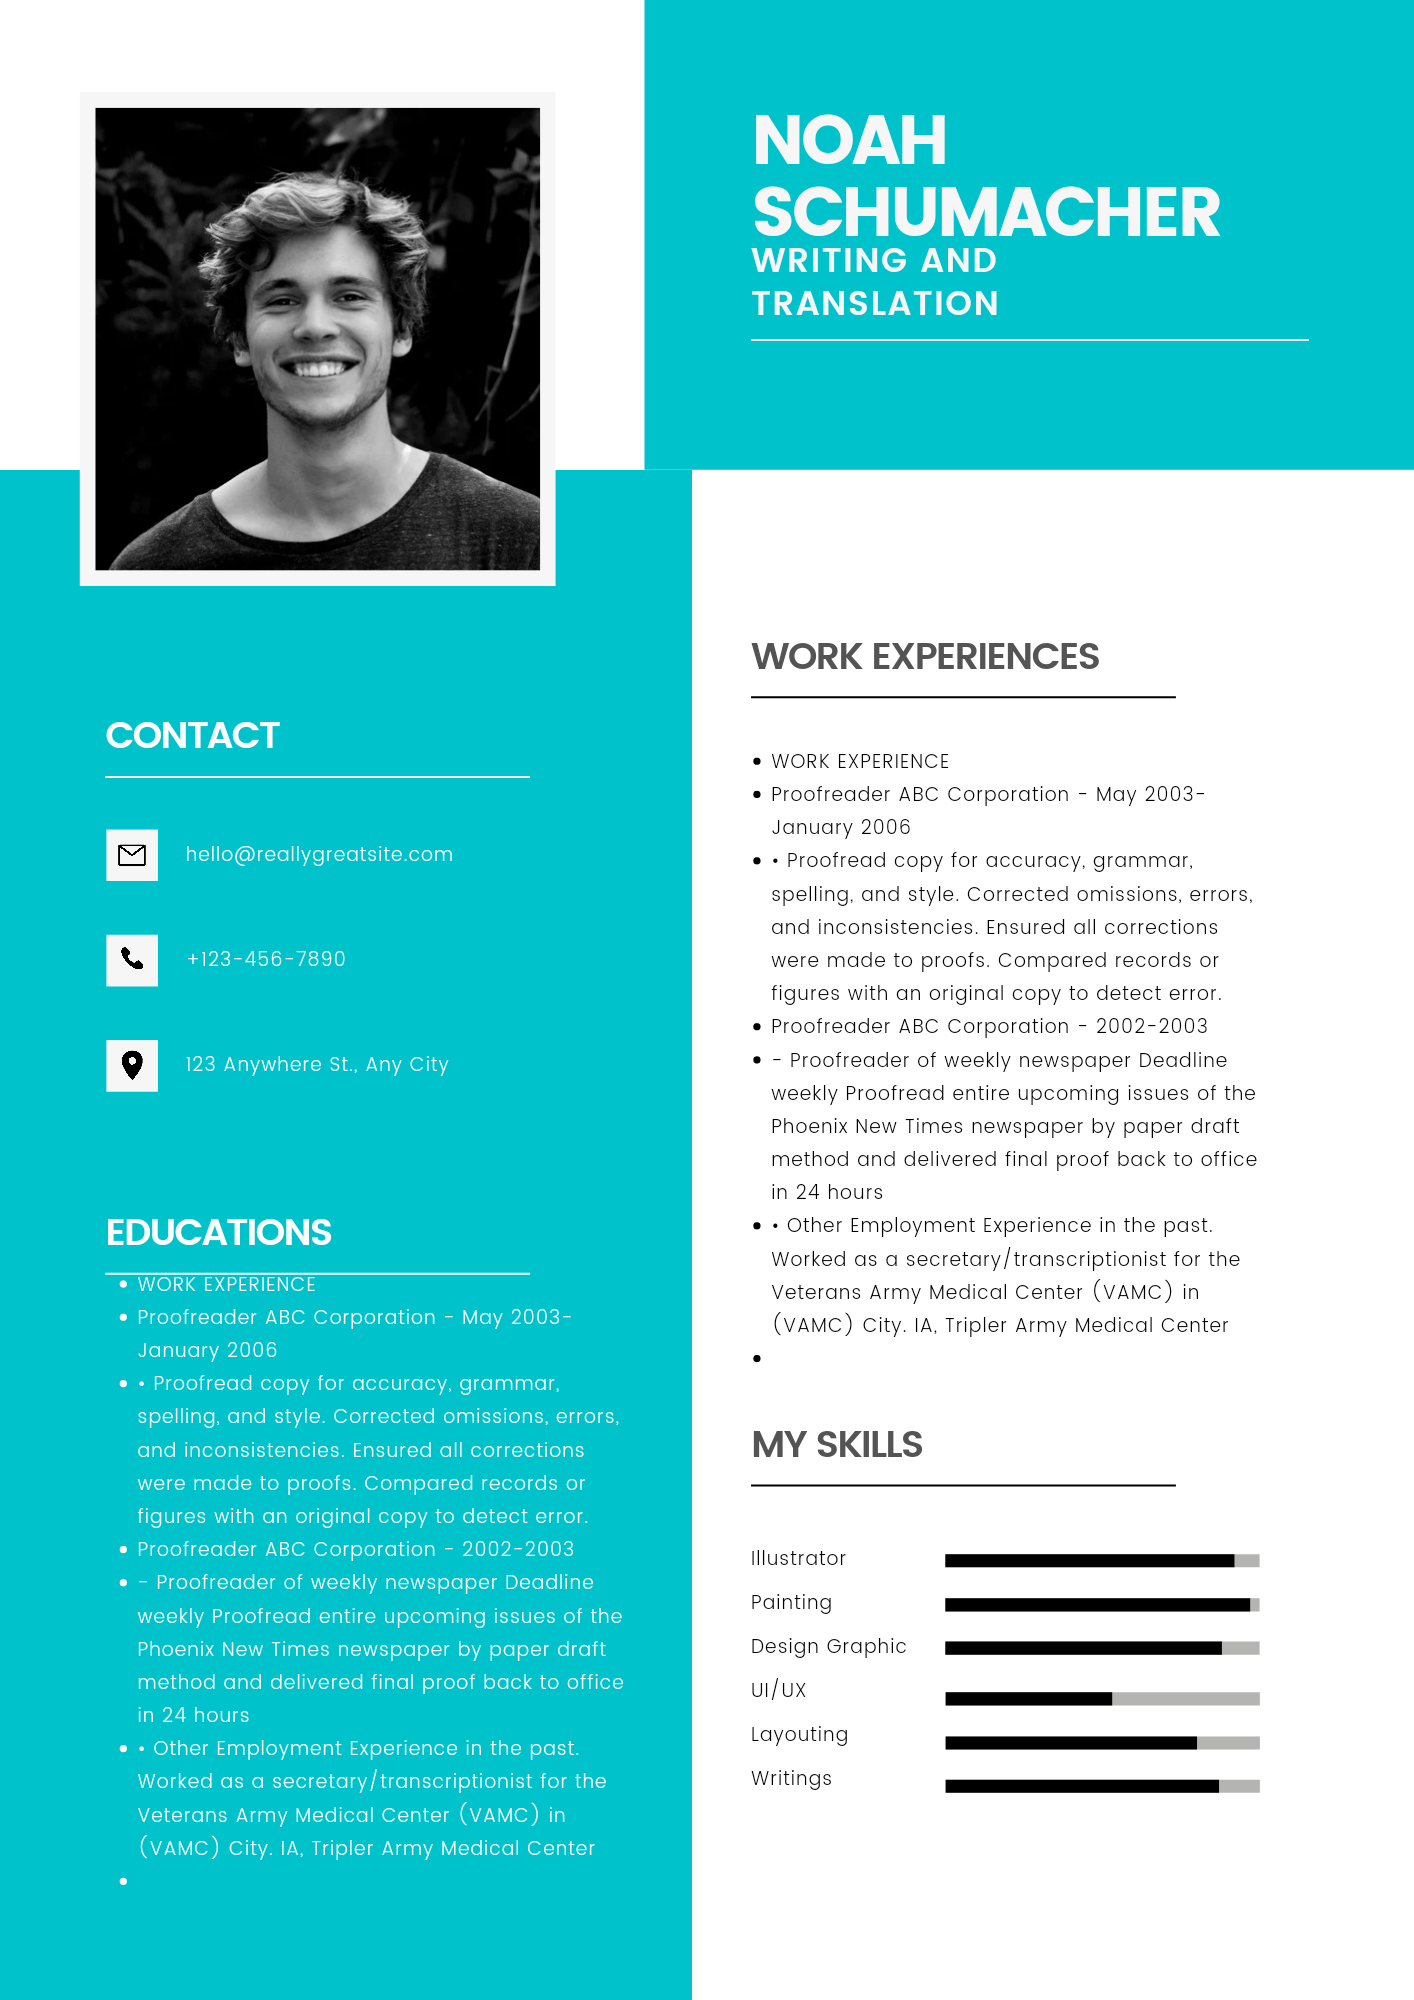 NOAH
SCHUMACHER
WRITING AND
TRANSLATION
CONTACT
hello@reallygreatsite.com
+123-456-7890
123 Anywhere St., Any City
EDUCATIONS
• WORK EXPERIENCE
• Proofreader ABC Corporation - May 2003-
January 2006
• • Proofread copy for accuracy, grammar,
spelling, and style. Corrected omissions, errors,
and inconsistencies. Ensured all corrections
were made to proofs. Compared records or
figures with an original copy to detect error.
• Proofreader ABC Corporation - 2002-2003
• - Proofreader of weekly newspaper Deadline
weekly Proofread entire upcoming issues of the
Phoenix New Times newspaper by paper draft
method and delivered final proof back to office
in 24 hours
• • Other Employment Experience in the past.
Worked as a secretary/transcriptionist for the
Veterans Army Medical Center (VAMC) in
(VAMC) City. IA, Tripler Army Medical Center
•
WORK EXPERIENCES
• WORK EXPERIENCE
• Proofreader ABC Corporation - May 2003-
January 2006
• • Proofread copy for accuracy, grammar,
spelling, and style. Corrected omissions, errors,
and inconsistencies. Ensured all corrections
were made to proofs. Compared records or
figures with an original copy to detect error.
• Proofreader ABC Corporation - 2002-2003
• - Proofreader of weekly newspaper Deadline
weekly Proofread entire upcoming issues of the
Phoenix New Times newspaper by paper draft
method and delivered final proof back to office
in 24 hours
• • Other Employment Experience in the past.
Worked as a secretary/transcriptionist for the
Veterans Army Medical Center (VAMC) in
(VAMC) City. IA, Tripler Army Medical Center
•
MY SKILLS
Illustrator
Painting
Design Graphic
UI/UX
Layouting
Writings